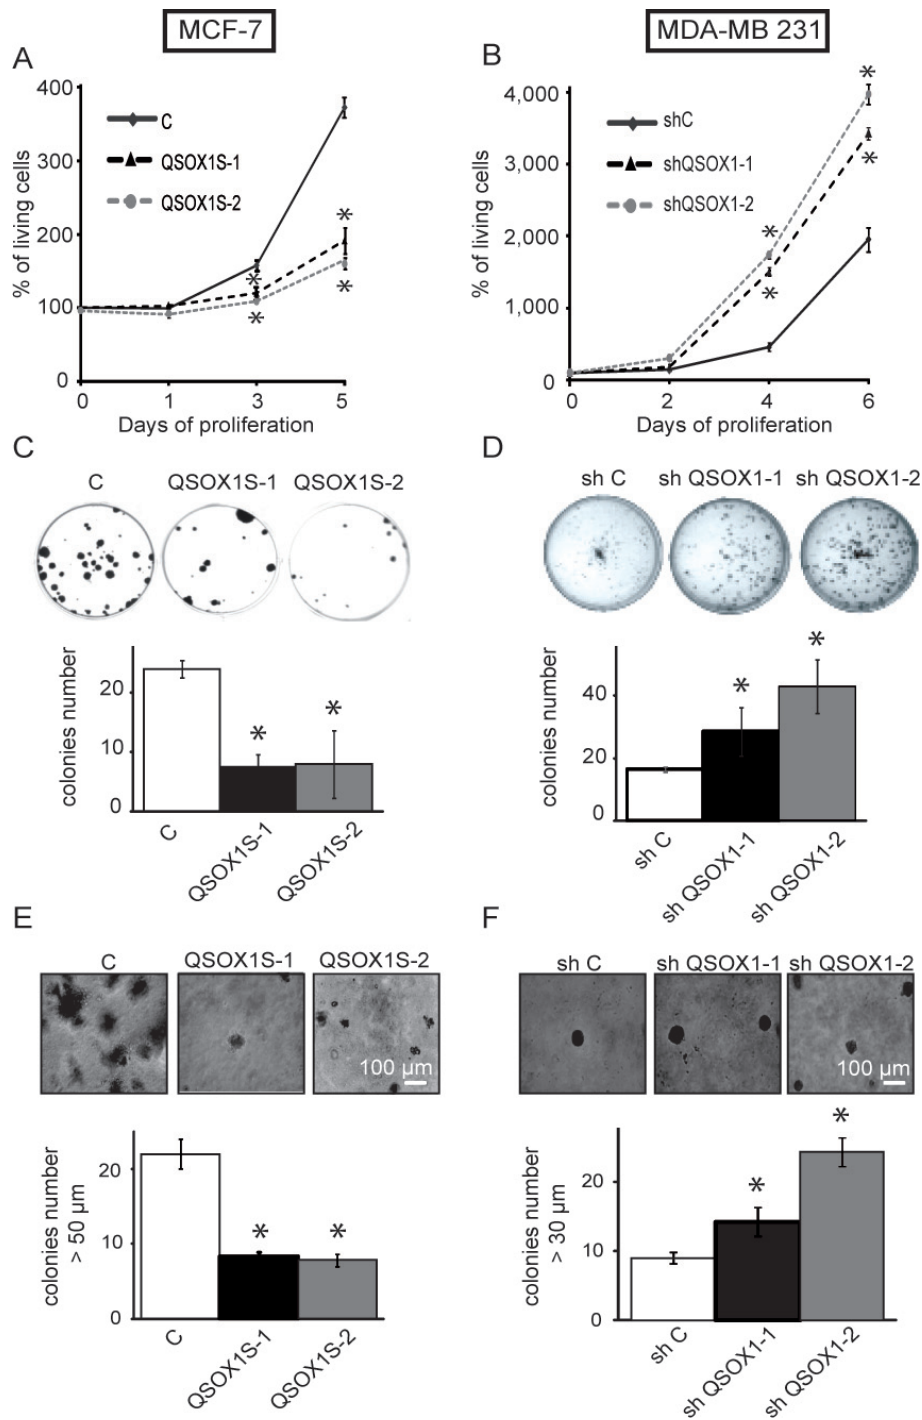 MCF-7
MDA-MB 231
A
% of living cells
400
300
200
100
0
C
QSOX1S-1
QSOX1S-2
*
*
*
*
0 1 3 5
Days of proliferation
B
% of living cells
4,000
3,000
2,000
1,000
0
shC
shQSOX1-1
shQSOX1-2
*
*
*
*
0 2 4 6
Days of proliferation
C
C QSOX1S-1 QSOX1S-2
colonies number
20
10
0
*
*
C
QSOX1S-1
QSOX1S-2
D
sh C sh QSOX1-1 sh QSOX1-2
colonies number
40
20
0
*
*
sh C
sh QSOX1-1
sh QSOX1-2
E
C QSOX1S-1 QSOX1S-2
100 µm
colonies number
> 50 µm
20
10
0
*
*
C
QSOX1S-1
QSOX1S-2
F
sh C sh QSOX1-1 sh QSOX1-2
100 µm
colonies number
> 30 µm
20
10
0
*
*
sh C
sh QSOX1-1
sh QSOX1-2